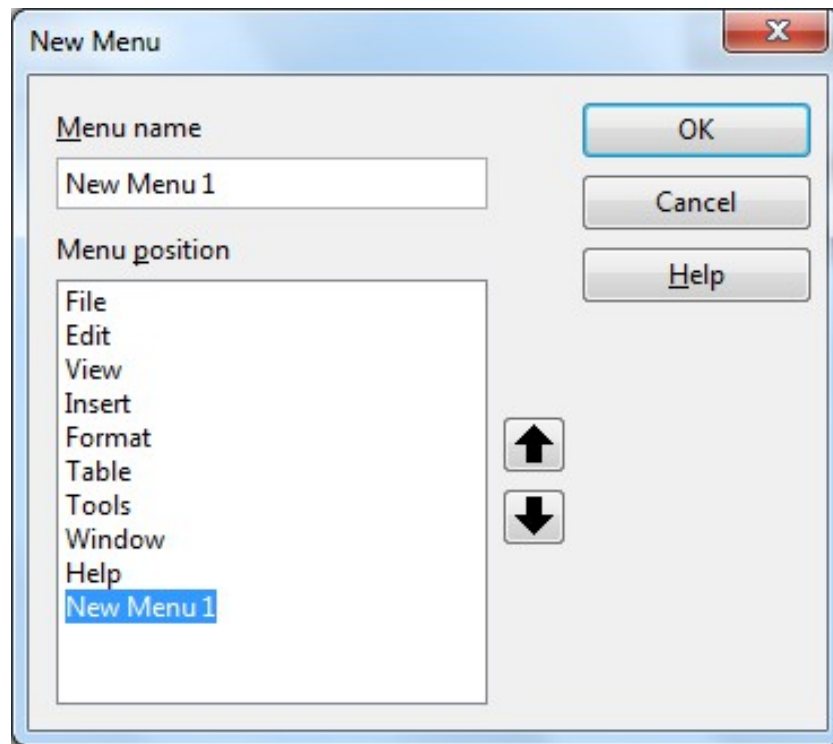 New Menu
Menu name
OK
New Menu 1
Cancel
Menu position
Help
File
Edit
View
Insert
Format
Table
Tools
Window
Help
New Menu 1